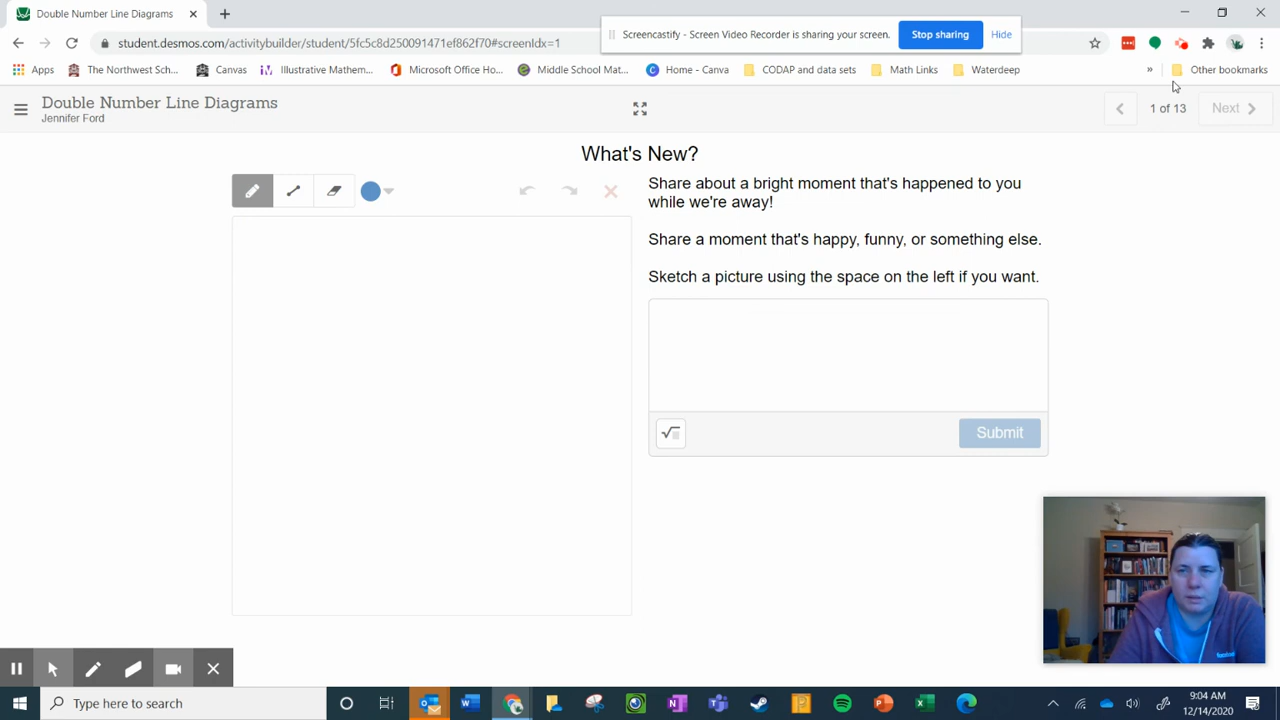 Double Number Line Diagrams
Screencastify - Screen Video Recorder is sharing your screen.
Stop sharing
Hide
student.desmos.com/activitybuilder/student/5fc5c8d250091471ef862f70#screenIdx=1
Apps
The Northwest Sch...
Canvas
Illustrative Mathem...
Microsoft Office Ho...
Middle School Mat...
Home - Canva
CODAP and data sets
Math Links
Waterdeep
»
Other bookmarks
Double Number Line Diagrams
Jennifer Ford
1 of 13
Next
What's New?
Share about a bright moment that's happened to you
while we're away!
Share a moment that's happy, funny, or something else.
Sketch a picture using the space on the left if you want.
Submit
Type here to search
9:04 AM
12/14/2020